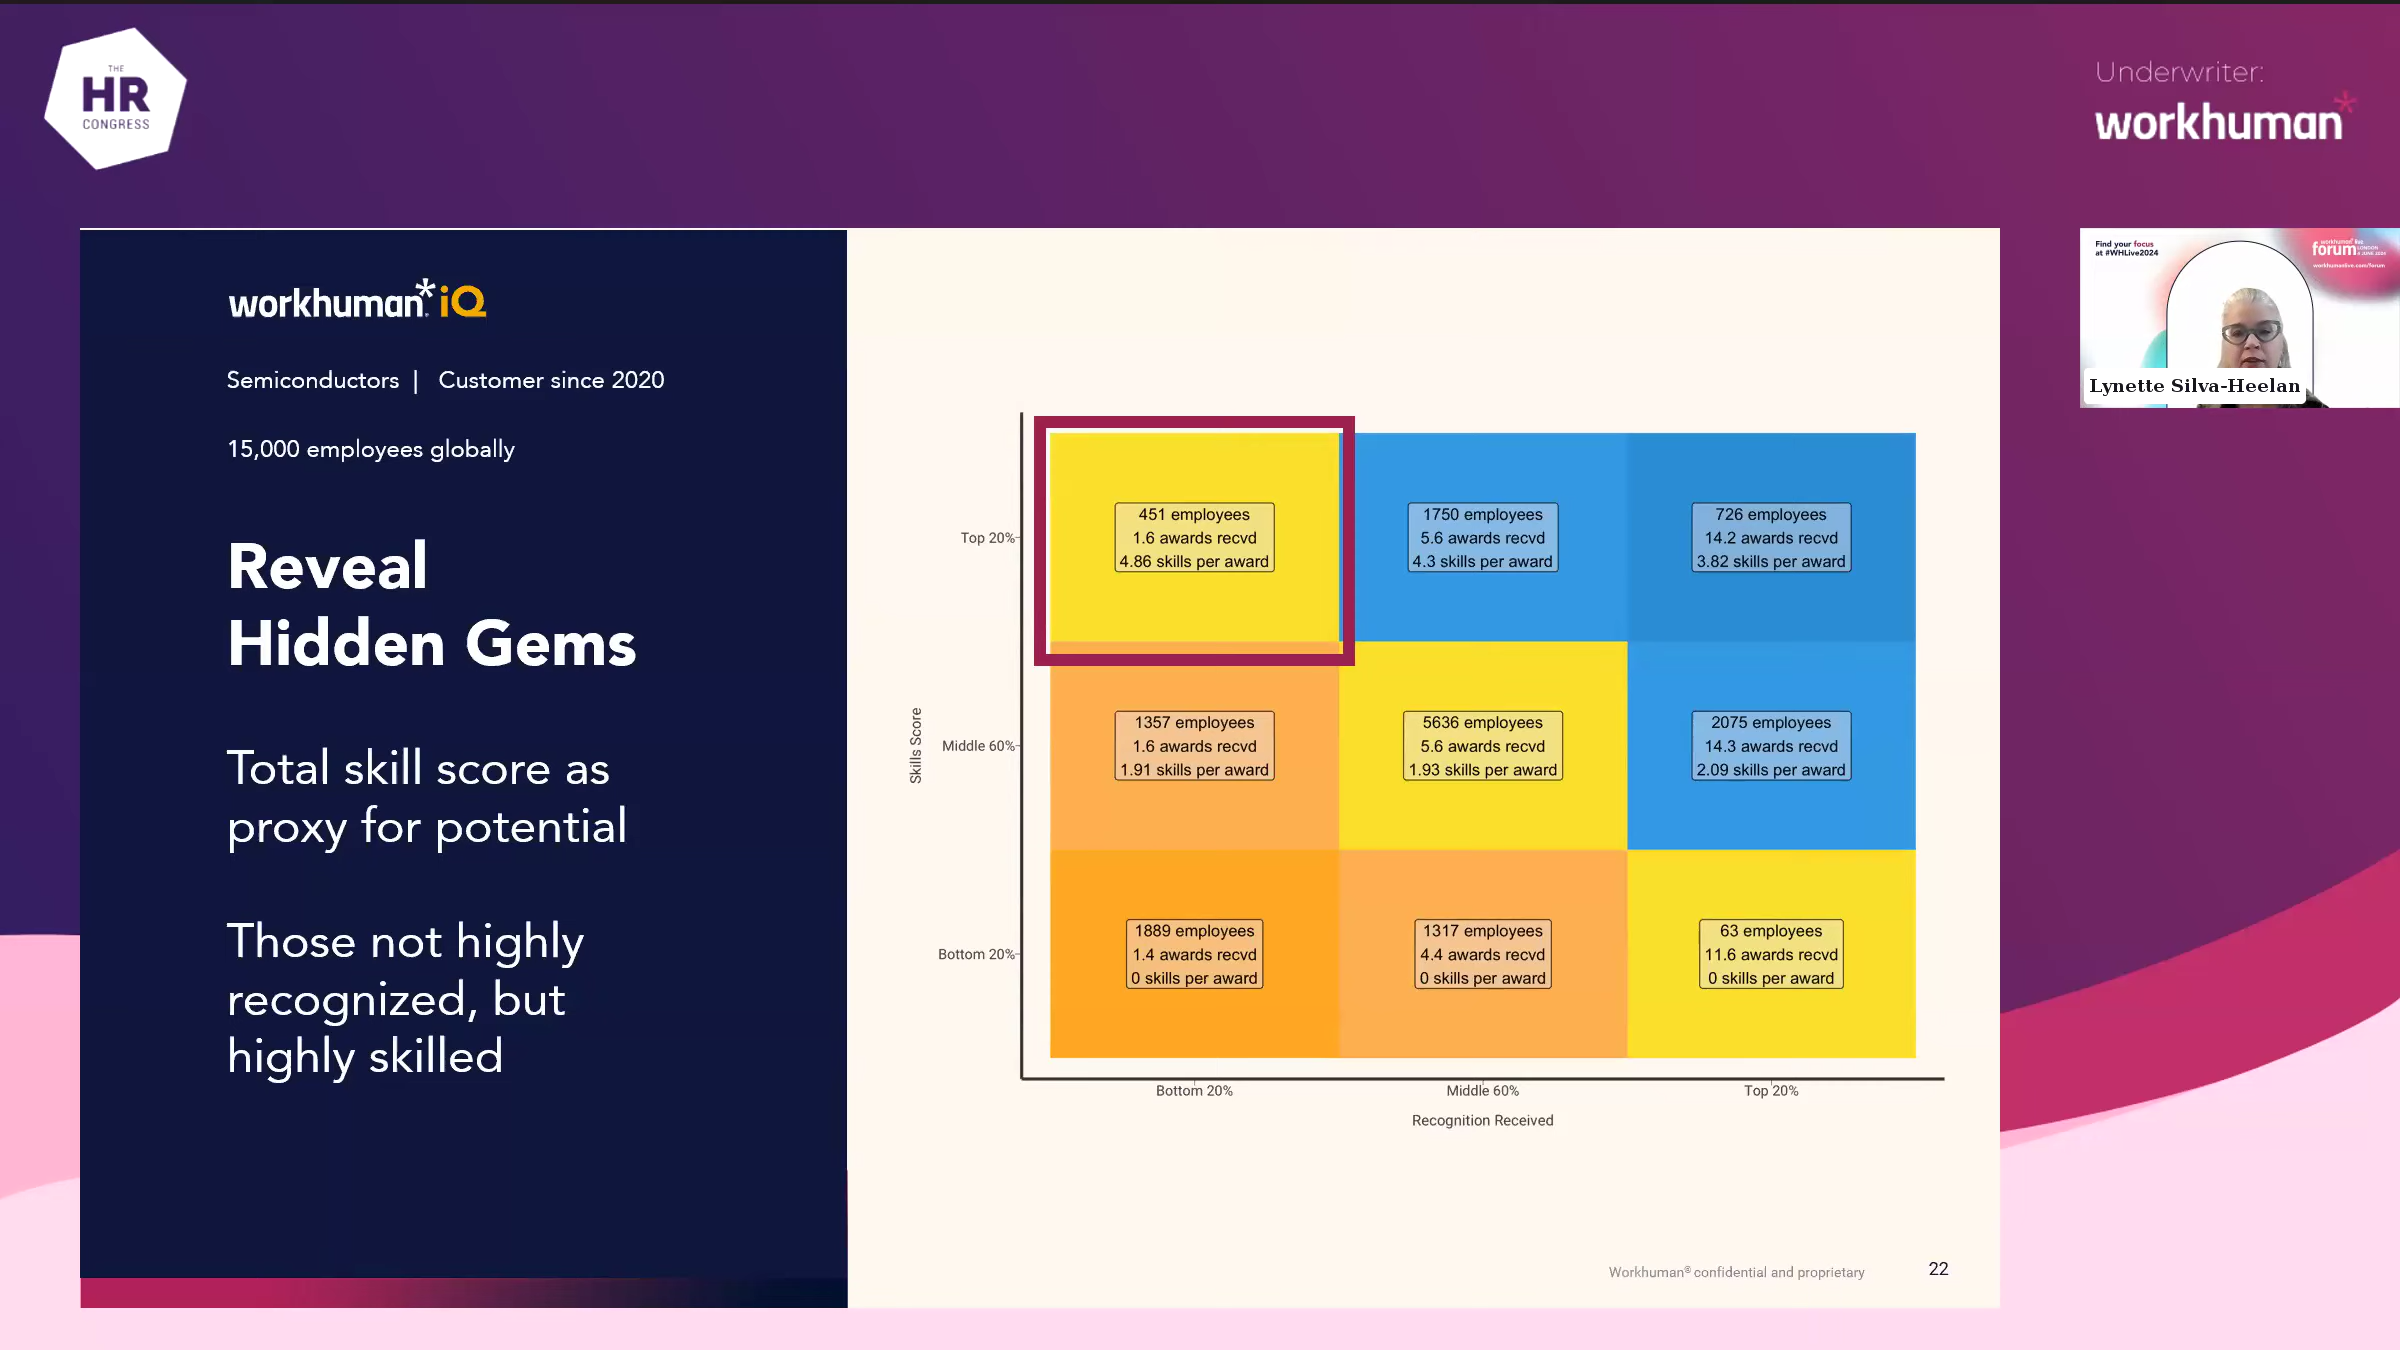 THE
HR
CONGRESS
Underwriter:
workhuman*
Find your focus
at #WHLive2024
workhuman* live
forum LONDON
workhumanlive.com/forum
Lynette Silva-Heelan
workhuman* iQ
Semiconductors | Customer since 2020
15,000 employees globally
Reveal
Hidden Gems
Total skill score as
proxy for potential
Those not highly
recognized, but
highly skilled
Skills Score
Top 20%
451 employees
1.6 awards recvd
4.86 skills per award
1750 employees
5.6 awards recvd
4.3 skills per award
726 employees
14.2 awards recvd
3.82 skills per award
Middle 60%
1357 employees
1.6 awards recvd
1.91 skills per award
5636 employees
5.6 awards recvd
1.93 skills per award
2075 employees
14.3 awards recvd
2.09 skills per award
Bottom 20%
1889 employees
1.4 awards recvd
0 skills per award
1317 employees
4.4 awards recvd
0 skills per award
63 employees
11.6 awards recvd
0 skills per award
Bottom 20%
Middle 60%
Top 20%
Recognition Received
Workhuman® confidential and proprietary
22